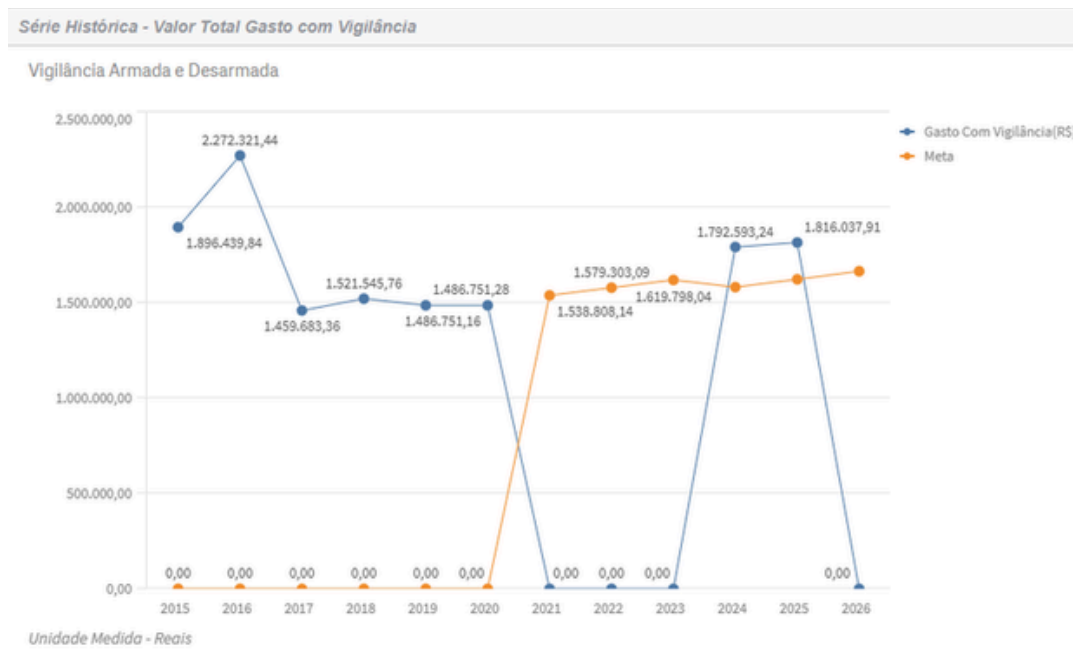 Série Histórica - Valor Total Gasto com Vigilância
Vigilância Armada e Desarmada
2.500.000,00
2.000.000,00
1.500.000,00
1.000.000,00
500.000,00
0,00
2.272.321,44
1.896.439,84
1.459.683,36
1.521.545,76
1.486.751,16
1.486.751,28
1.538.808,14
1.579.303,09
1.619.798,04
1.792.593,24
1.816.037,91
0,00 0,00 0,00 0,00 0,00 0,00 0,00 0,00 0,00 0,00
2015 2016 2017 2018 2019 2020 2021 2022 2023 2024 2025 2026
Gasto Com Vigilância(R$)
Meta
Unidade Medida - Reais